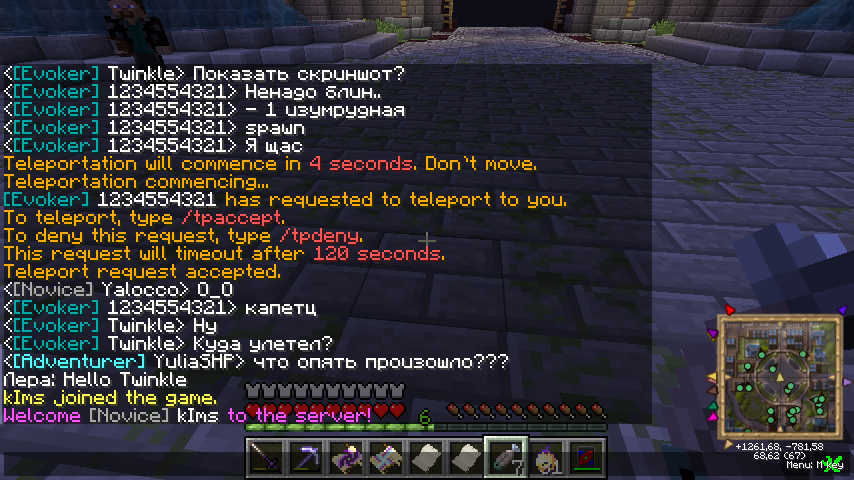 <[Evoker] Twinkle> Показать скриншот?
<[Evoker] 1234554321> Ненадо блин..
<[Evoker] 1234554321> - 1 изумрудная
<[Evoker] 1234554321> spawn
<[Evoker] 1234554321> Я щас
Teleportation will commence in 4 seconds. Don't move.
Teleportation commencing...
[Evoker] 1234554321 has requested to teleport to you.
To teleport, type /tpaccept.
To deny this request, type /tpdeny.
This request will timeout after 120 seconds.
Teleport request accepted.
<[Novice] Yalocco> O_O
<[Evoker] 1234554321> капетц
<[Evoker] Twinkle> Ну
<[Evoker] Twinkle> Куда улетел?
<[Adventurer] YuliaSHP> что опять произошло???
Лера: Hello Twinkle
kIms joined the game.
Welcome [Novice] kIms to the server!
6
+1261,68, -781,58
68,62 (67)
Menu: M key